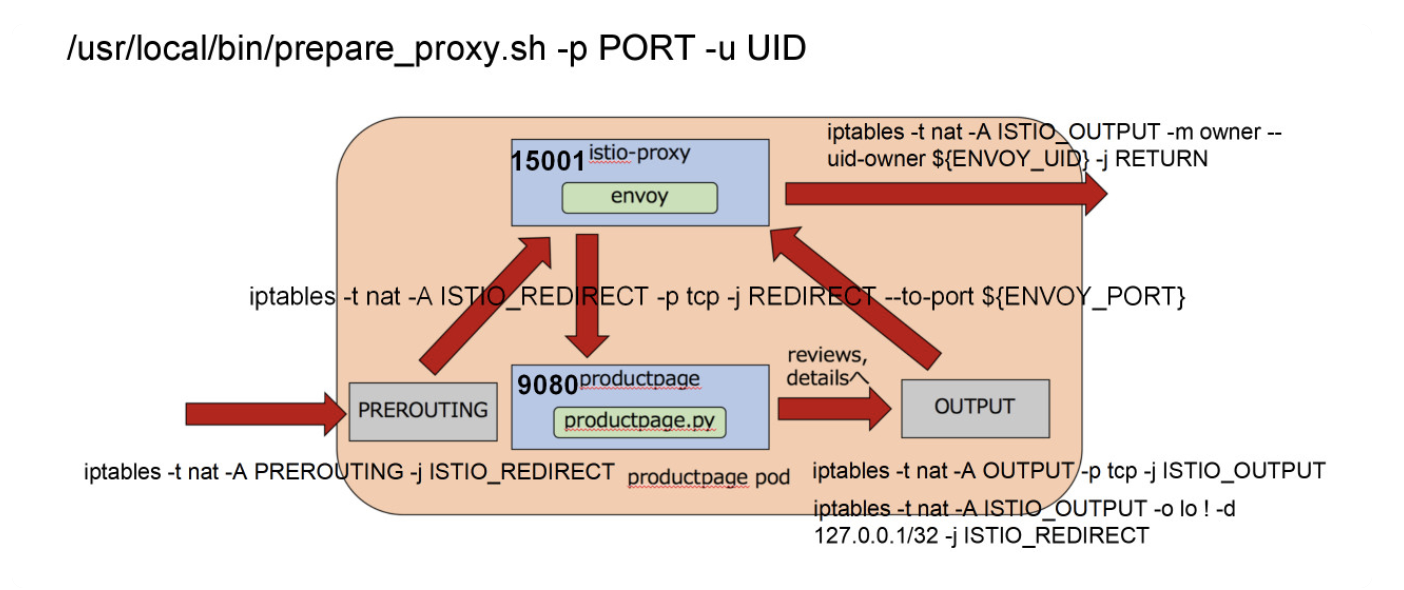 /usr/local/bin/prepare_proxy.sh -p PORT -u UID
iptables -t nat -A ISTIO_OUTPUT -m owner --
uid-owner ${ENVOY_UID} -j RETURN
15001 istio-proxy
envoy
iptables -t nat -A ISTIO_REDIRECT -p tcp -j REDIRECT --to-port ${ENVOY_PORT}
reviews,
details^
9080 productpage
productpage.py
PREROUTING
OUTPUT
iptables -t nat -A PREROUTING -j ISTIO_REDIRECT
productpage pod
iptables -t nat -A OUTPUT -p tcp -j ISTIO_OUTPUT
iptables -t nat -A ISTIO_OUTPUT -o lo ! -d
127.0.0.1/32 -j ISTIO_REDIRECT